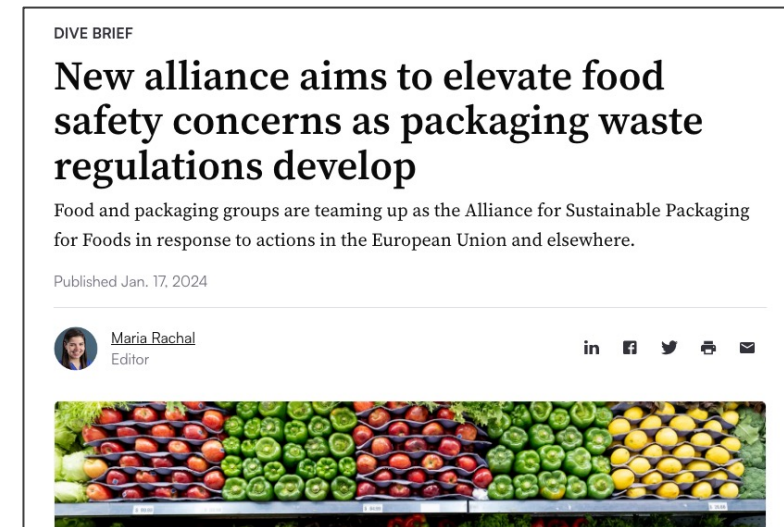 DIVE BRIEF
New alliance aims to elevate food
safety concerns as packaging waste
regulations develop
Food and packaging groups are teaming up as the Alliance for Sustainable Packaging
for Foods in response to actions in the European Union and elsewhere.
Published Jan. 17, 2024
Maria Rachal
Editor